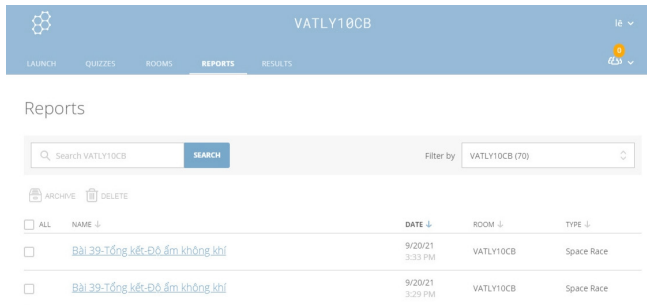 VATLY10CB
lê
LAUNCH QUIZZES ROOMS REPORTS RESULTS
0
Reports
Search VATLY10CB SEARCH Filter by VATLY10CB (70)
ARCHIVE DELETE
ALL NAME DATE ROOM TYPE
Bài 39-Tổng kết-Độ ẩm không khí 9/20/21 VATLY10CB Space Race
3:33 PM
Bài 39-Tổng kết-Độ ẩm không khí 9/20/21 VATLY10CB Space Race
3:29 PM